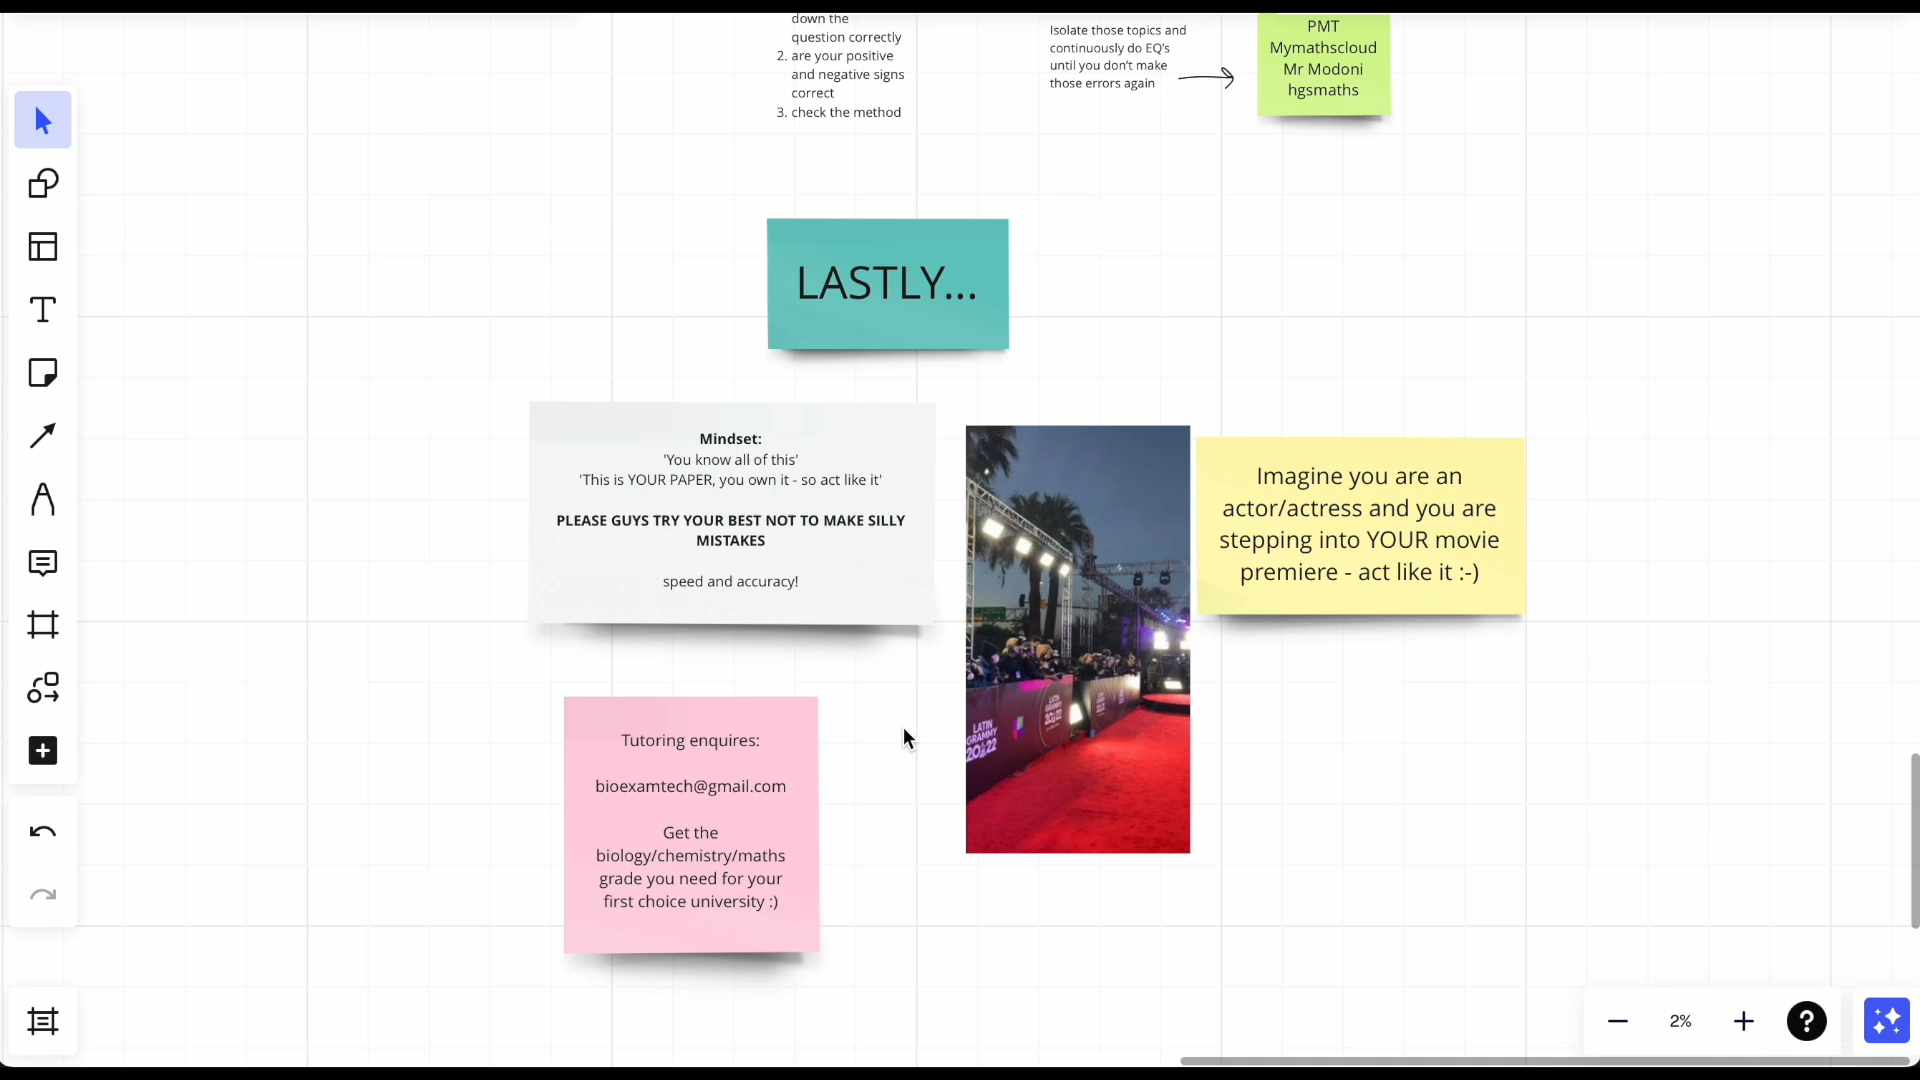 down the
question correctly
2. are your positive
and negative signs
correct
3. check the method
Isolate those topics and
continuously do EQ's
until you don't make
those errors again
PMT
Mymathscloud
Mr Modoni
hgsmaths
LASTLY...
Mindset:
'You know all of this'
'This is YOUR PAPER, you own it - so act like it'
PLEASE GUYS TRY YOUR BEST NOT TO MAKE SILLY
MISTAKES
speed and accuracy!
Imagine you are an
actor/actress and you are
stepping into YOUR movie
premiere - act like it :-)
LATIN
GRAMMY
2022
LATIN
GRAMMY
2022
Tutoring enquires:
bioexamtech@gmail.com
Get the
biology/chemistry/maths
grade you need for your
first choice university :)
2%